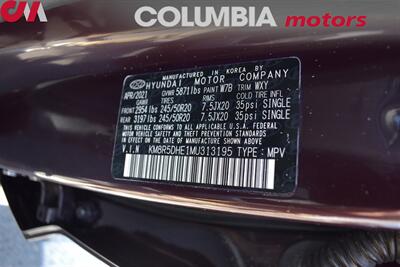 COLUMBIA motors
MANUFACTURED IN KOREA BY
HYUNDAI MOTOR COMPANY
APR/2021 GVWR 5871lbs PAINT W7B TRIM WXY
GAWR TIRES RIMS COLD TIRE INFL
FRONT 2954lbs 245/50R20 7.5JX20 35psi SINGLE
REAR 3197lbs 245/50R20 7.5JX20 35psi SINGLE
THIS VEHICLE CONFORMS TO ALL APPLICABLE U.S. FEDERAL
MOTOR VEHICLE SAFETY AND THEFT PREVENTION STANDARDS
IN EFFECT ON THE DATE OF MANUFACTURE SHOWN ABOVE.
V.I.N KM8R5DHE1MU313195 TYPE: MPV